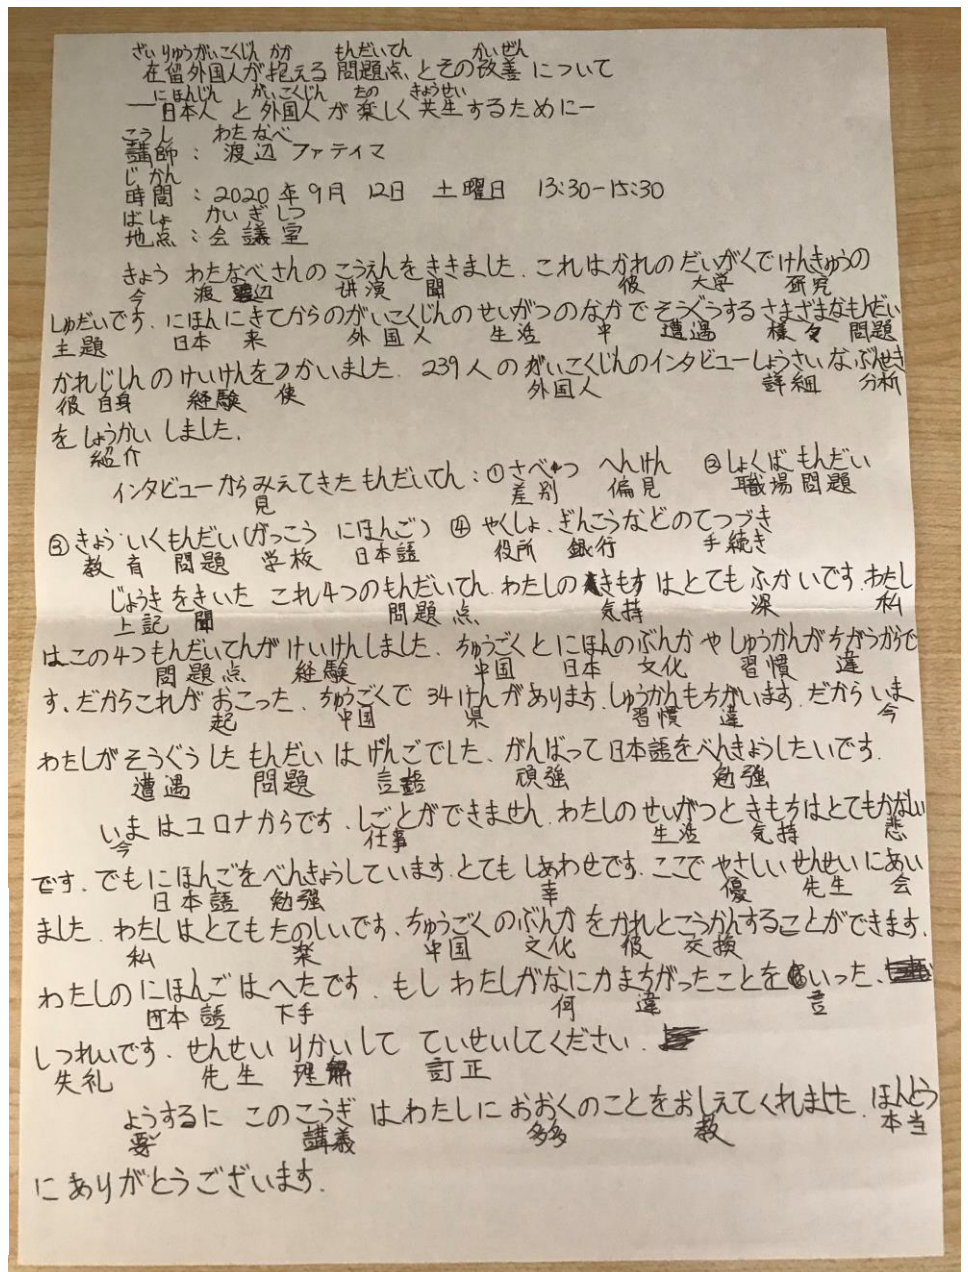 ざいりゅうがいこくじん かか もんだいてん かいぜん
在留外国人が抱える 問題点 とその改善 について
にほんじん がいこくじん たの きょうせい
―日本人 と 外国人 が 楽しく 共生するために―
こうし わたなべ
講師 : 渡辺 ファティマ
じかん
時間 : 2020 年 9月 12日 土曜日 13:30-15:30
ばしょ かいぎしつ
地点 : 会議室
きょう わたなべさんの こうえんを ききました. これは かれの だいがくで けんきゅうの
今 渡辺 讲演 聞 彼 大学 研究
しゅだいです. にほんに きてからのがいこくじんの せいがつの なかで そうぐうする さまざまなもんだい
主題 日本 来 外国人 生活 中 遭遇 様々 問題
かれじしんの けいけんを つかいました. 239人の がいこくじんのインタビューしょうさいな ぶんせき
彼自身 経験 使 外国人 詳細 分析
を しょうかい しました.
紹介
インタビューから みえてきた もんだいてん : ① さべつ へんけん ② しょくば もんだい
見 差別 偏見 職場 問題
③ きょういくもんだい (がっこう にほんご) ④ やくしょ、ぎんこうなどのてつづき
教育 問題 学校 日本語 役所 銀行 手続き
じょうき をきいた これ4つのもんだいてん. わたしの きもす は とても ふかいです. わたし
上記 聞 問題点 気持 深 私
は この 4つ もんだいてんが けいけんしました. ちゅうごく と にほんの ぶんか や しゅうかんが ちがうからで
問題点 経験 中国 日本 文化 習慣 違
す. だからこれが おこった. ちゅうごくで 34けんが あります. しゅうかんもちがいます. だから いま
起 中国 県 習慣 違 今
わたしが そうぐうした もんだい は げんごでした. がんばって 日本語を べんきょうしたいです.
遭遇 問題 言語 頑強 勉強
いま はコロナからです. しごとが できません. わたしの せいがつと きもちは とても かなしい
今 仕事 生活 気持 悲
です. でもにほんごを べんきょうしています. とても しあわせです. ここで やさしい せんせい にあい
日本語 勉強 幸 優 先生 会
ました. わたしは とても たのしいです. ちゅうごくの ぶんか を かれと こうかんすることが できます.
私 楽 中国 文化 彼 交換
わたしの にほんご は へたです. もし わたしが なにか まちがった ことを いった、
日本語 下手 何 違 言
しつれいです. せんせい りかいして ていせいしてください.
失礼 先生 理解 訂正
ようするに このこうぎ は わたしに おおくのことを おしえてくれました. ほんとう
要 講義 多多 教 本当
に ありがとうございます.